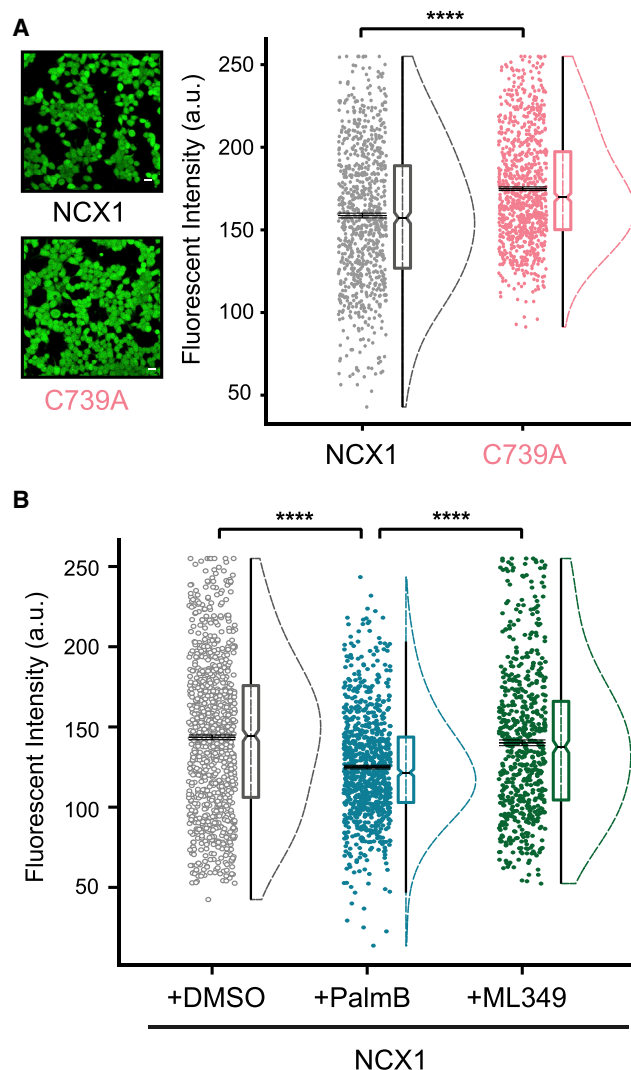 A
NCX1
C739A
Fluorescent Intensity (a.u.)
250
200
150
100
50
****
NCX1
C739A
B
Fluorescent Intensity (a.u.)
250
200
150
100
50
****
****
+DMSO
+PalmB
+ML349
NCX1